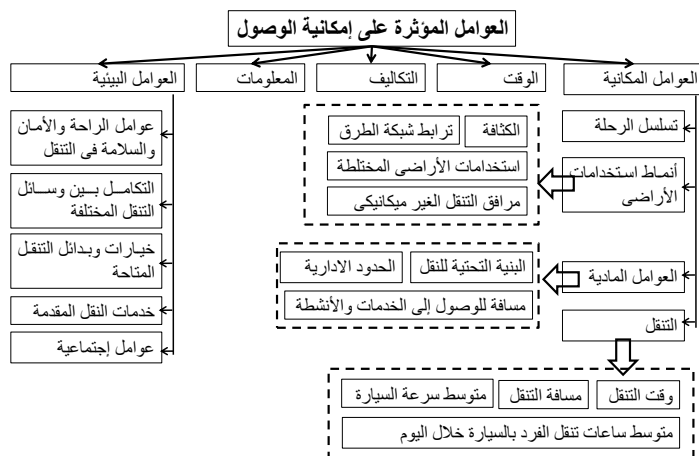 العوامل المؤثرة على إمكانية الوصول
العوامل المكانية
الوقت
التكاليف
المعلومات
العوامل البيئية
تسلسل الرحلة
أنماط استخدامات
الأراضى
العوامل المادية
التنقل
الكثافة
ترابط شبكة الطرق
استخدامات الأراضى المختلطة
مرافق التنقل الغير ميكانيكى
البنية التحتية للنقل
الحدود الادارية
مسافة للوصول إلى الخدمات والأنشطة
وقت التنقل
مسافة التنقل
متوسط سرعة السيارة
متوسط ساعات تنقل الفرد بالسيارة خلال اليوم
عوامل الراحة والأمان
والسلامة فى التنقل
التكامل بين وسائل
التنقل المختلفة
خيارات وبدائل التنقل
المتاحة
خدمات النقل المقدمة
عوامل إجتماعية